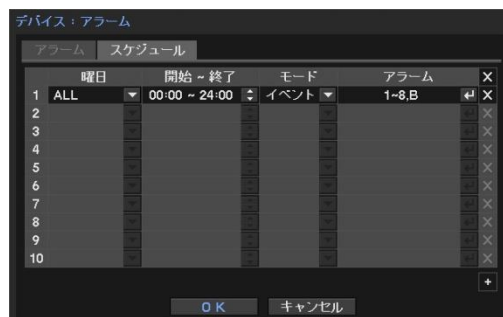 デバイス：アラーム
アラーム スケジュール
曜日 開始 ~ 終了 モード アラーム X
1 ALL 00:00 ~ 24:00 イベント 1~8,B X
2 X
3 X
4 X
5 X
6 X
7 X
8 X
9 X
10 X
+
OK キャンセル